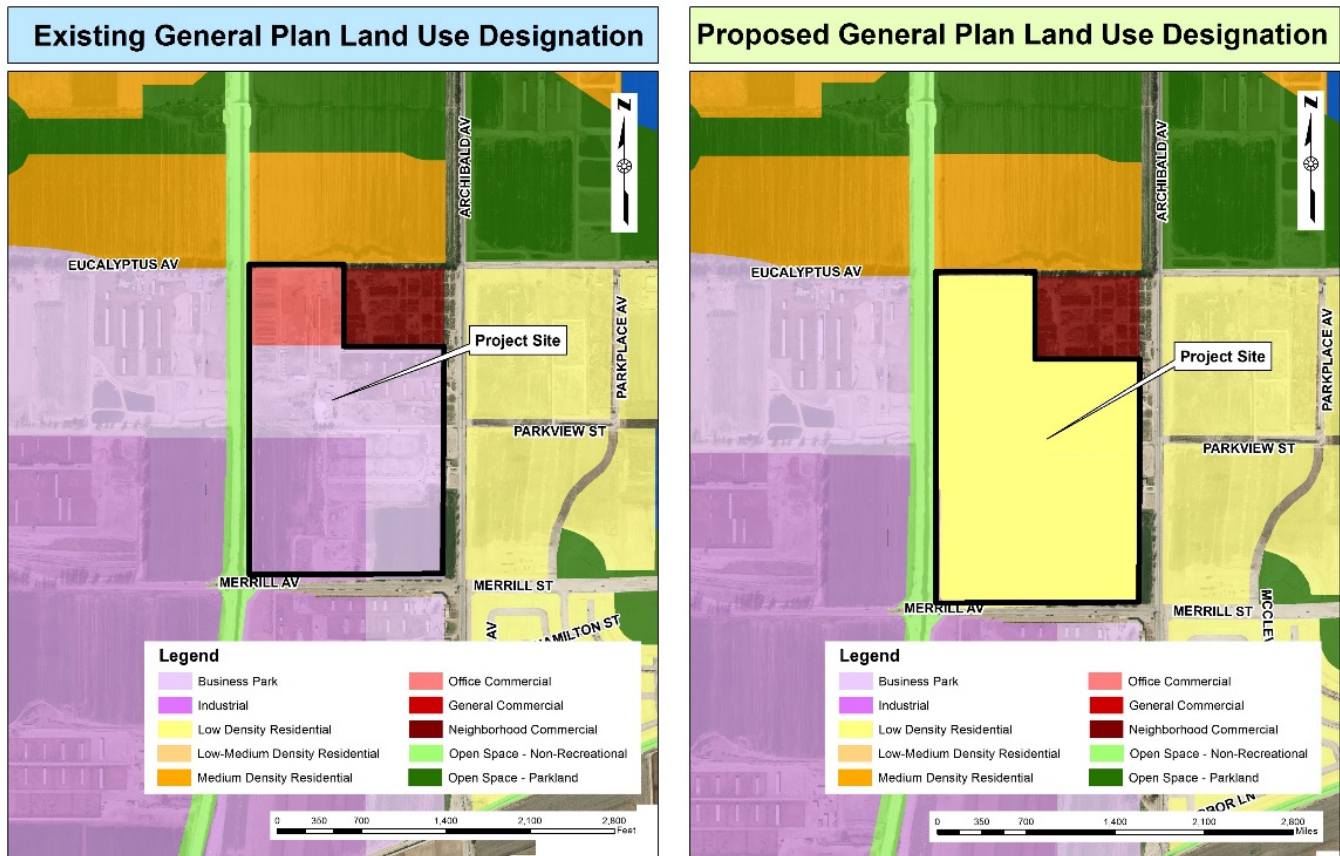 Existing General Plan Land Use Designation
N
ARCHIBALD AV
EUCALYPTUS AV
PARKPLACE AV
Project Site
PARKVIEW ST
MERRILL AV
MERRILL ST
AV
HAMILTON ST
Legend
Business Park
Industrial
Low Density Residential
Low-Medium Density Residential
Medium Density Residential
Office Commercial
General Commercial
Neighborhood Commercial
Open Space - Non-Recreational
Open Space - Parkland
0 350 700 1,400 2,100 2,800
Feet
Proposed General Plan Land Use Designation
N
ARCHIBALD AV
EUCALYPTUS AV
PARKPLACE AV
Project Site
PARKVIEW ST
MERRILL AV
MERRILL ST
MCCLEV
Legend
Business Park
Industrial
Low Density Residential
Low-Medium Density Residential
Medium Density Residential
Office Commercial
General Commercial
Neighborhood Commercial
Open Space - Non-Recreational
Open Space - Parkland
BOR LN
0 350 700 1,400 2,100 2,800
Miles